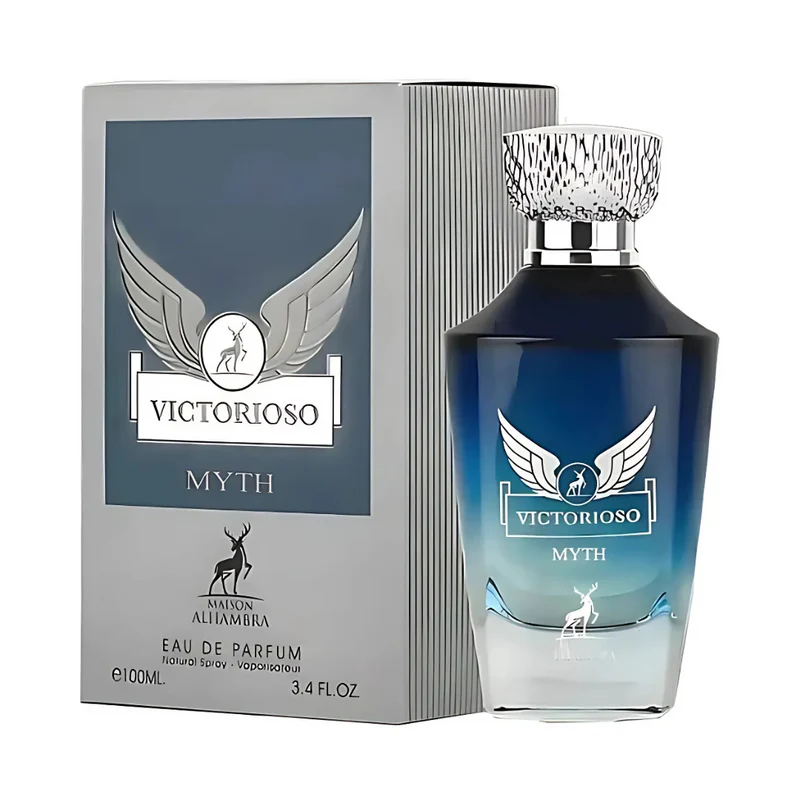 VICTORIOSO
MYTH
MAISON
ALHAMBRA
EAU DE PARFUM
Natural Spray - Vaporisateur
e100ML.
3.4 FL.OZ.
VICTORIOSO
MYTH